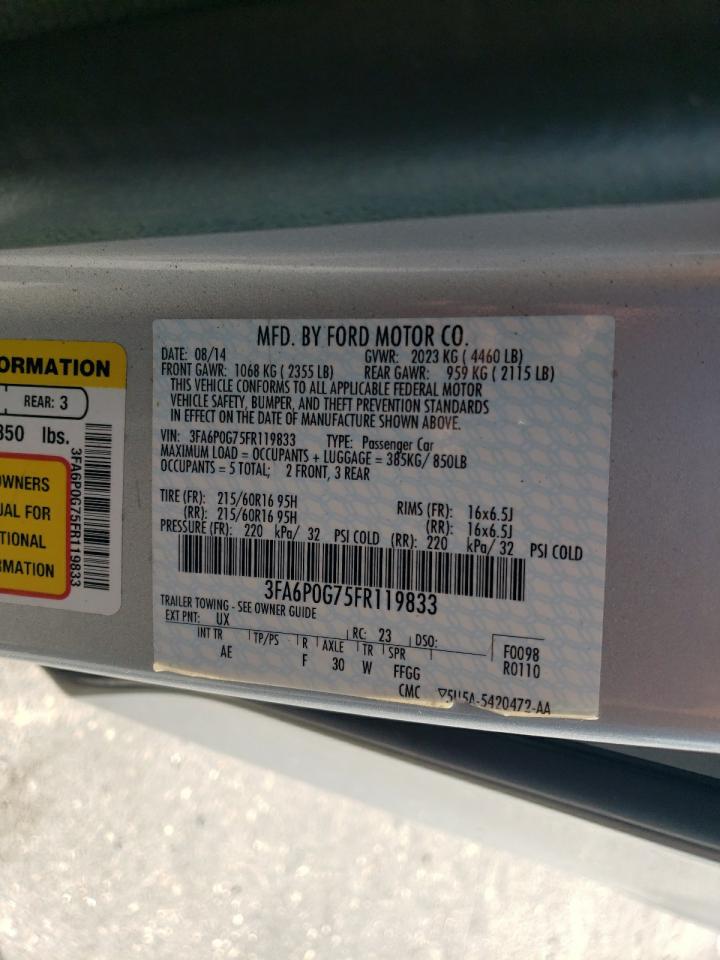 ORMATION
REAR: 3
350 lbs.
OWNERS
UAL FOR
TIONAL
RMATION
3FA6P0G75FR119833
MFD. BY FORD MOTOR CO.
DATE: 08/14 GVWR: 2023 KG ( 4460 LB)
FRONT GAWR: 1068 KG ( 2355 LB) REAR GAWR: 959 KG ( 2115 LB)
THIS VEHICLE CONFORMS TO ALL APPLICABLE FEDERAL MOTOR
VEHICLE SAFETY, BUMPER, AND THEFT PREVENTION STANDARDS
IN EFFECT ON THE DATE OF MANUFACTURE SHOWN ABOVE.
VIN: 3FA6P0G75FR119833 TYPE: Passenger Car
MAXIMUM LOAD = OCCUPANTS + LUGGAGE = 385KG/ 850LB
OCCUPANTS = 5 TOTAL; 2 FRONT, 3 REAR
TIRE (FR): 215/60R16 95H RIMS (FR): 16x6.5J
(RR): 215/60R16 95H (RR): 16x6.5J
PRESSURE (FR): 220 kPa/ 32 PSI COLD (RR): 220 kPa/ 32 PSI COLD
3FA6P0G75FR119833
TRAILER TOWING - SEE OWNER GUIDE
EXT PNT: UX RC: 23 DSO: F0098
INT TR TP/PS R AXLE TR SPR R0110
AE F 30 W FFGG
CMC ▽5U5A-5420472-AA